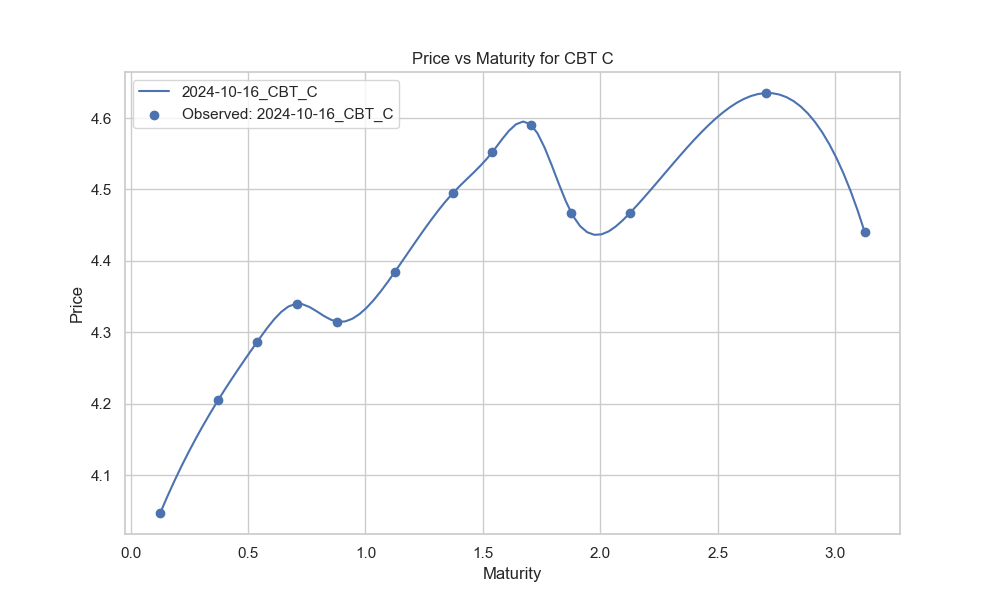 Price vs Maturity for CBT C
2024-10-16_CBT_C
Observed: 2024-10-16_CBT_C
Price
4.6
4.5
4.4
4.3
4.2
4.1
0.0 0.5 1.0 1.5 2.0 2.5 3.0
Maturity